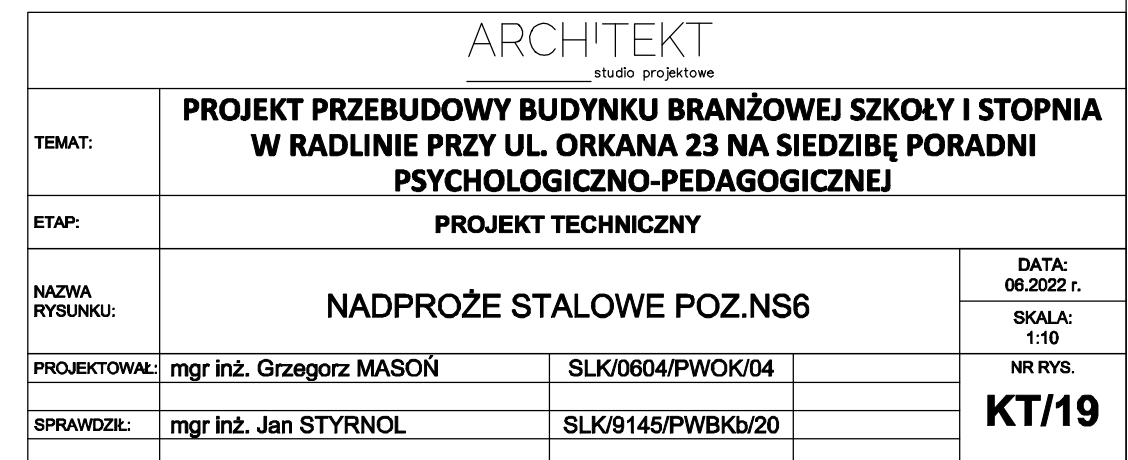 ARCHITEKT
studio projektowe
TEMAT:
PROJEKT PRZEBUDOWY BUDYNKU BRANŻOWEJ SZKOŁY I STOPNIA
W RADLINIE PRZY UL. ORKANA 23 NA SIEDZIBĘ PORADNI
PSYCHOLOGICZNO-PEDAGOGICZNEJ
ETAP:
PROJEKT TECHNICZNY
NAZWA
RYSUNKU:
NADPROŻE STALOWE POZ.NS6
DATA:
06.2022 r.
SKALA:
1:10
PROJEKTOWAŁ: mgr inż. Grzegorz MASOŃ SLK/0604/PWOK/04
NR RYS.
KT/19
SPRAWDZIŁ: mgr inż. Jan STYRNOL SLK/9145/PWBKb/20